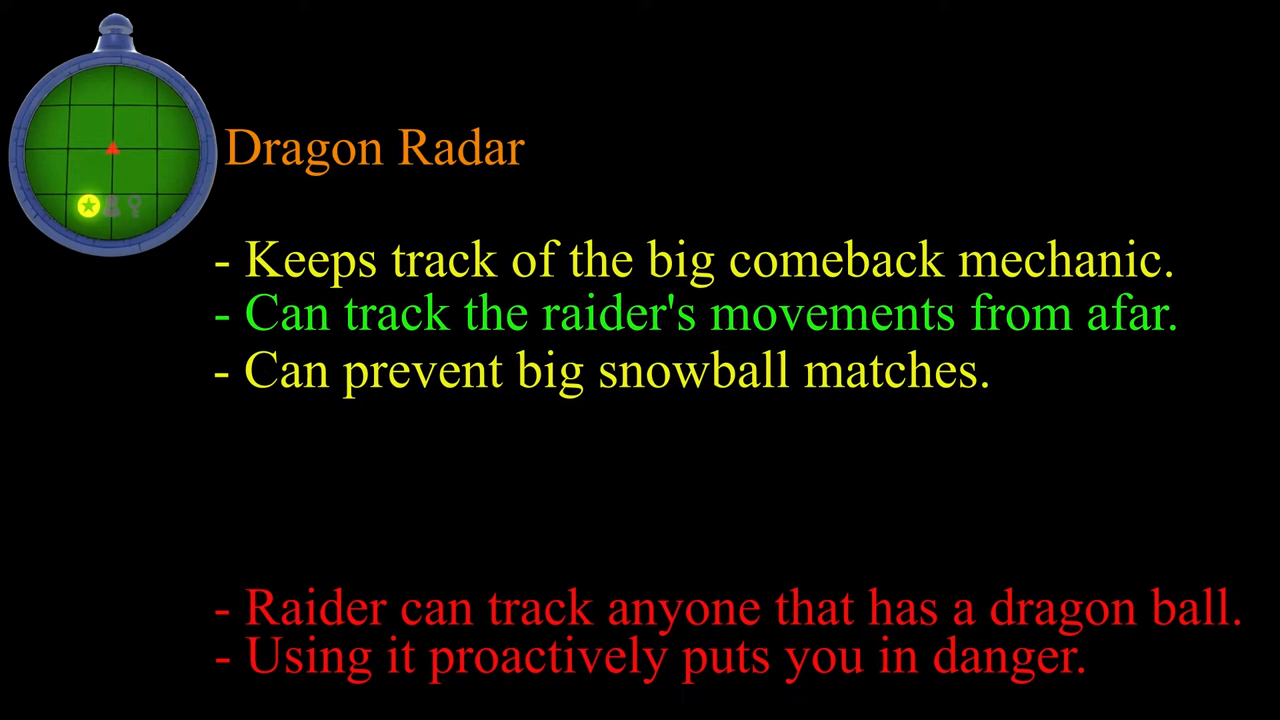 Dragon Radar
- Keeps track of the big comeback mechanic.
- Can track the raider's movements from afar.
- Can prevent big snowball matches.
- Raider can track anyone that has a dragon ball.
- Using it proactively puts you in danger.